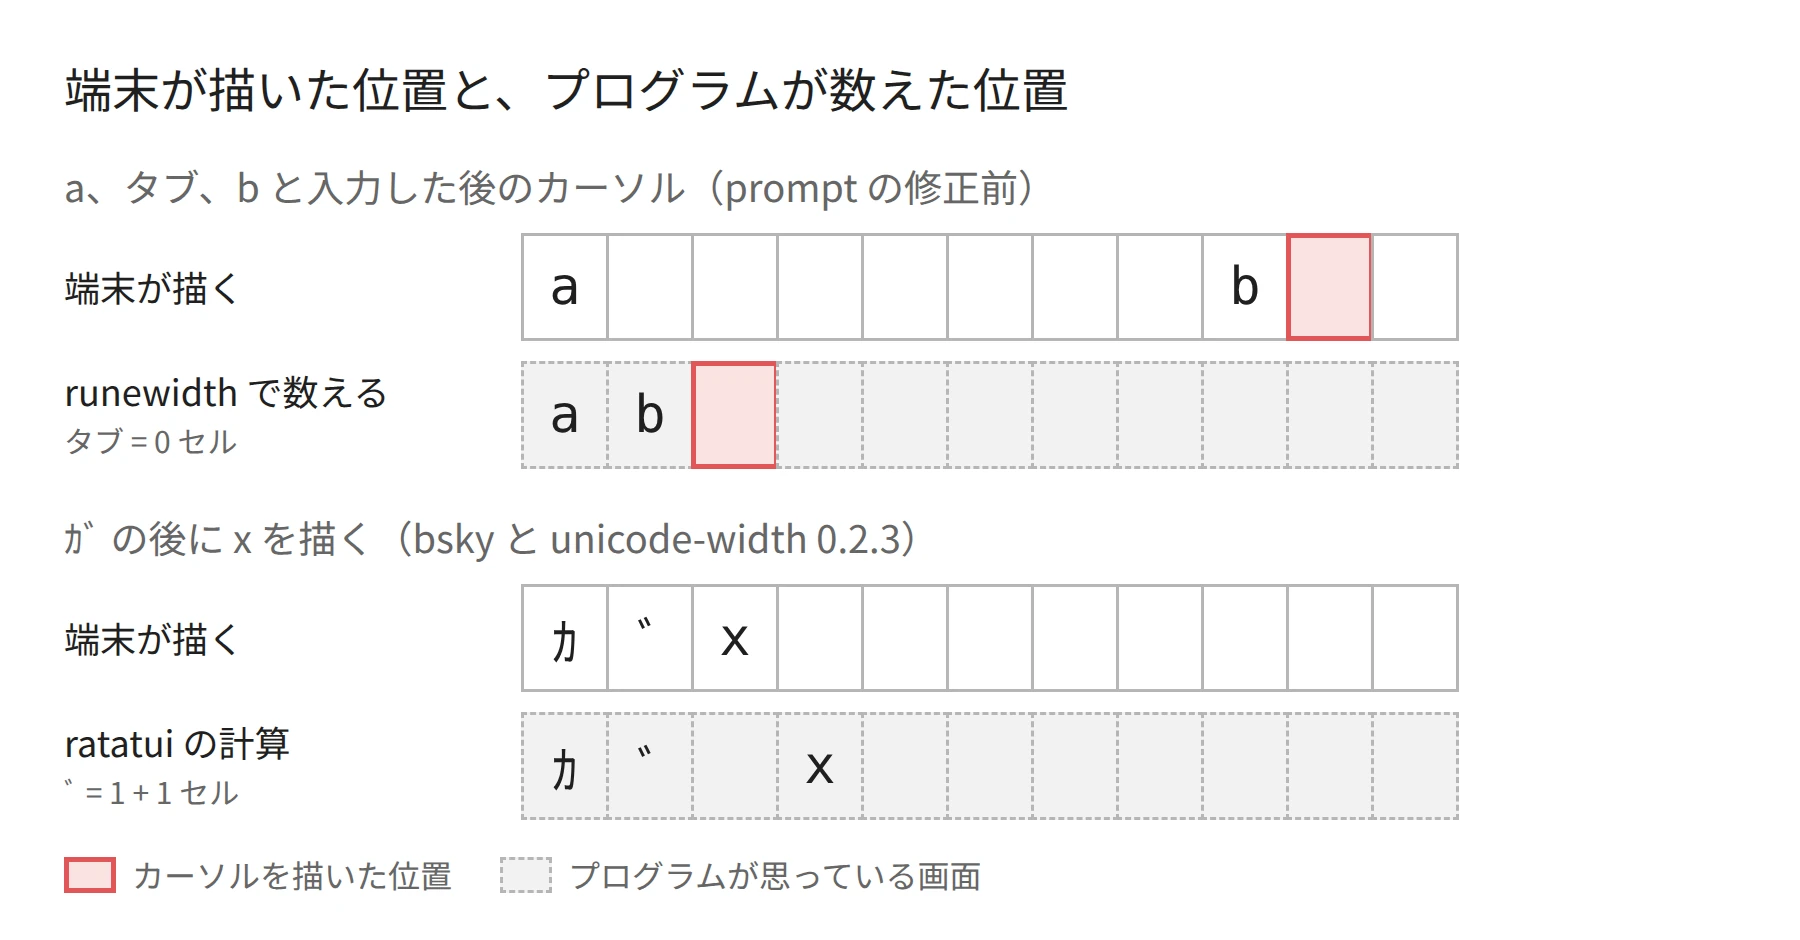 端末が描いた位置と、プログラムが数えた位置
a、タブ、b と入力した後のカーソル（prompt の修正前）
端末が描く
a b
runewidth で数える
タブ = 0 セル
a b
ｶﾞ の後に x を描く（bsky と unicode-width 0.2.3）
端末が描く
ｶ ﾞ x
ratatui の計算
ﾞ = 1 + 1 セル
ｶ ﾞ x
カーソルを描いた位置
プログラムが思っている画面